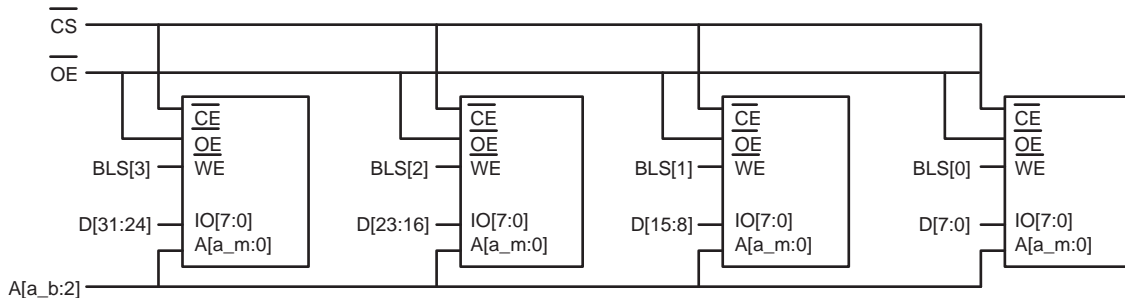 CS
OE
CE
OE
BLS[3] WE
D[31:24] IO[7:0]
A[a_m:0]
CE
OE
BLS[2] WE
D[23:16] IO[7:0]
A[a_m:0]
CE
OE
BLS[1] WE
D[15:8] IO[7:0]
A[a_m:0]
CE
OE
BLS[0] WE
D[7:0] IO[7:0]
A[a_m:0]
A[a_b:2]